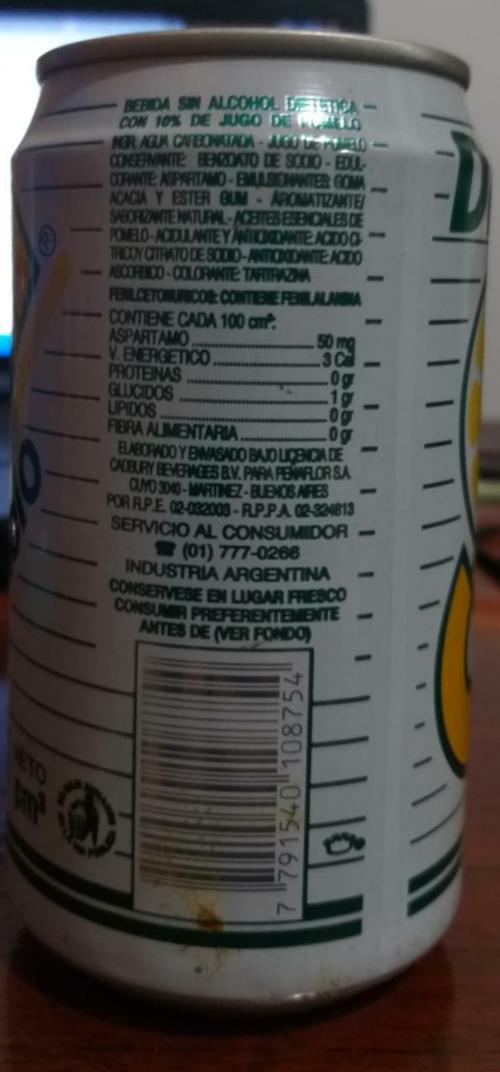 BEBIDA SIN ALCOHOL DIETETICA
CON 10% DE JUGO DE POMELO
INGR: AGUA CARBONATADA - JUGO DE POMELO -
CONSERVANTE: BENZOATO DE SODIO - EDUL-
CORANTE: ASPARTAMO - EMULSIONANTES: GOMA
ACACIA Y ESTER GUM - AROMATIZANTE/
SABORIZANTE NATURAL - ACEITES ESENCIALES DE
POMELO - ACIDULANTE Y ANTIOXIDANTE: ACIDO CI-
TRICO Y CITRATO DE SODIO - ANTIOXIDANTE: ACIDO
ASCORBICO - COLORANTE: TARTRAZINA
FENILCETONURICOS: CONTIENE FENILALANINA
CONTIENE CADA 100 cm³:
ASPARTAMO ........ 50 mg
V. ENERGETICO ........ 3 Cal
PROTEINAS ........ 0 gr
GLUCIDOS ........ 1 gr
LIPIDOS ........ 0 gr
FIBRA ALIMENTARIA ........ 0 gr
ELABORADO Y ENVASADO BAJO LICENCIA DE
CADBURY BEVERAGES B.V. PARA PEÑAFLOR S.A.
CUYO 3040 - MARTINEZ - BUENOS AIRES
POR R.P.E. 02-032003 - R.P.P.A. 02-324813
SERVICIO AL CONSUMIDOR
☎ (01) 777-0266
INDUSTRIA ARGENTINA
CONSERVESE EN LUGAR FRESCO
CONSUMIR PREFERENTEMENTE
ANTES DE (VER FONDO)
7 791540 108754
NETO
cm³
®